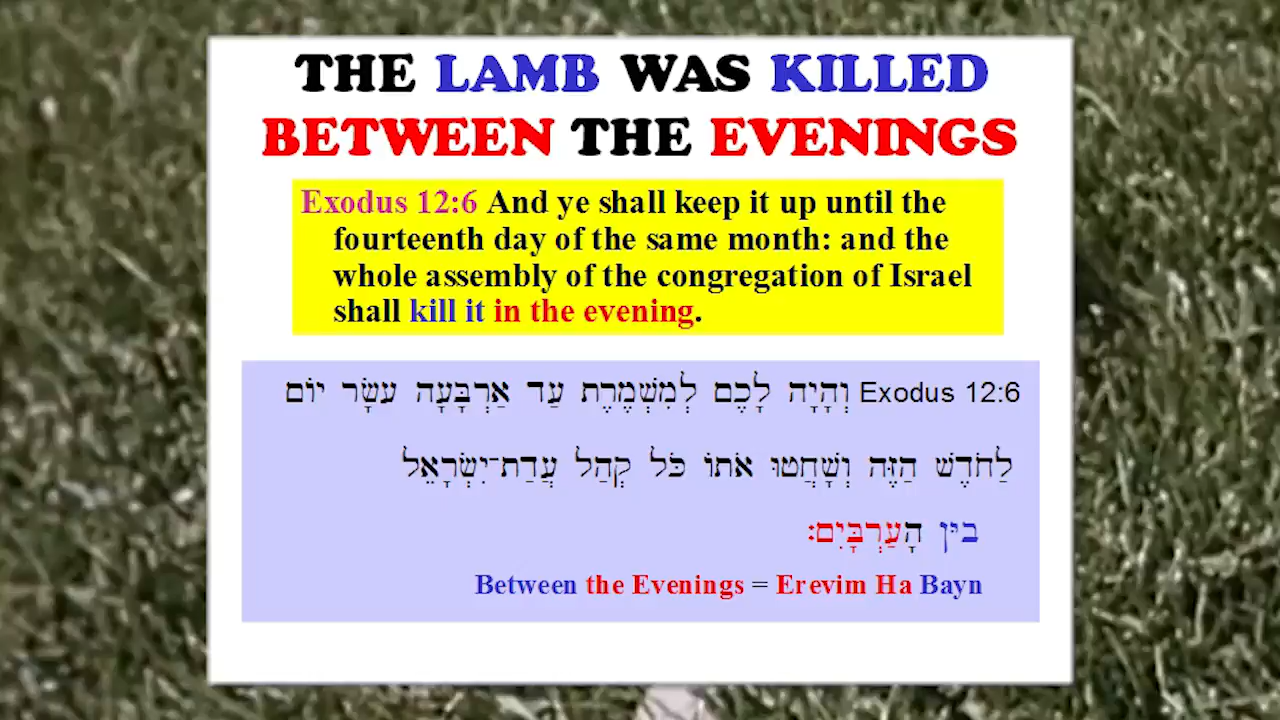 THE LAMB WAS KILLED
BETWEEN THE EVENINGS
Exodus 12:6 And ye shall keep it up until the
fourteenth day of the same month: and the
whole assembly of the congregation of Israel
shall kill it in the evening.
Exodus 12:6 וְהָיָה לָכֶם לְמִשְׁמֶרֶת עַד אַרְבָּעָה עשָׂר יוֹם
לַחֹדֶשׁ הַזֶּה וְשָׁחֲטוּ אֹתוֹ כֹּל קְהַל עֲדַת־יִשְׂרָאֵל
בּיּן הָעַרְבָּיִם׃
Between the Evenings = Erevim Ha Bayn